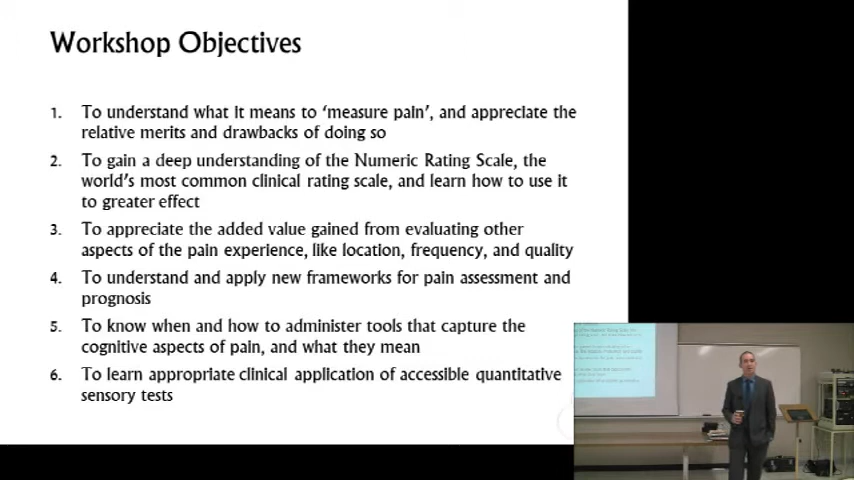 Workshop Objectives
1. To understand what it means to ‘measure pain’, and appreciate the
relative merits and drawbacks of doing so
2. To gain a deep understanding of the Numeric Rating Scale, the
world’s most common clinical rating scale, and learn how to use it
to greater effect
3. To appreciate the added value gained from evaluating other
aspects of the pain experience, like location, frequency, and quality
4. To understand and apply new frameworks for pain assessment and
prognosis
5. To know when and how to administer tools that capture the
cognitive aspects of pain, and what they mean
6. To learn appropriate clinical application of accessible quantitative
sensory tests